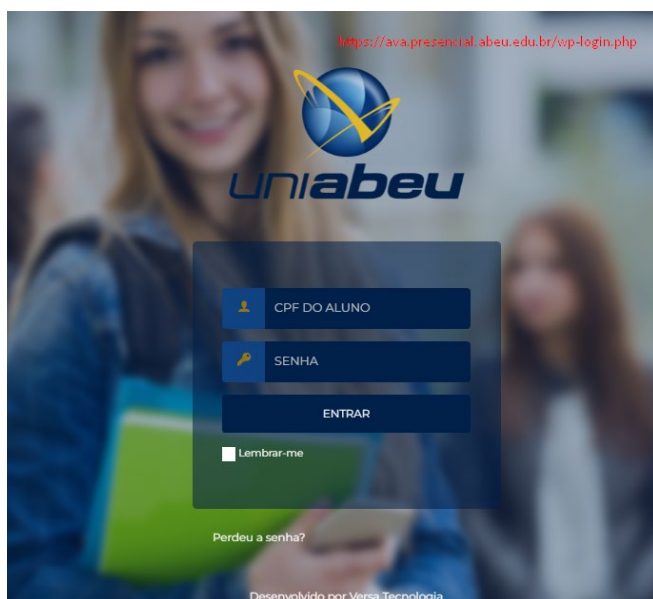 https://ava.presencial.abeu.edu.br/wp-login.php
uniabeu
CPF DO ALUNO
SENHA
ENTRAR
Lembrar-me
Perdeu a senha?
Desenvolvido por Versa Tecnologia